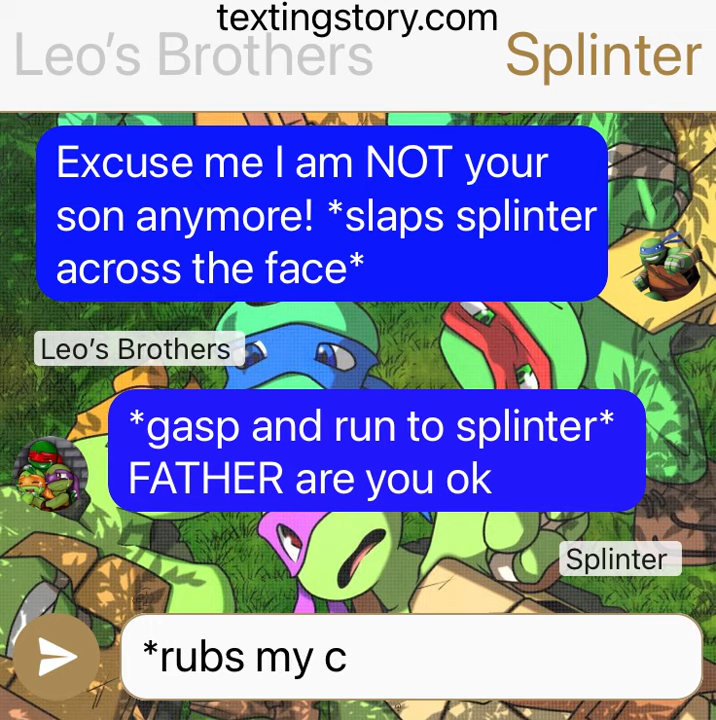 textingstory.com
Leo's Brothers
Splinter
Excuse me I am NOT your
son anymore! *slaps splinter
across the face*
Leo's Brothers
*gasp and run to splinter*
FATHER are you ok
Splinter
*rubs my c